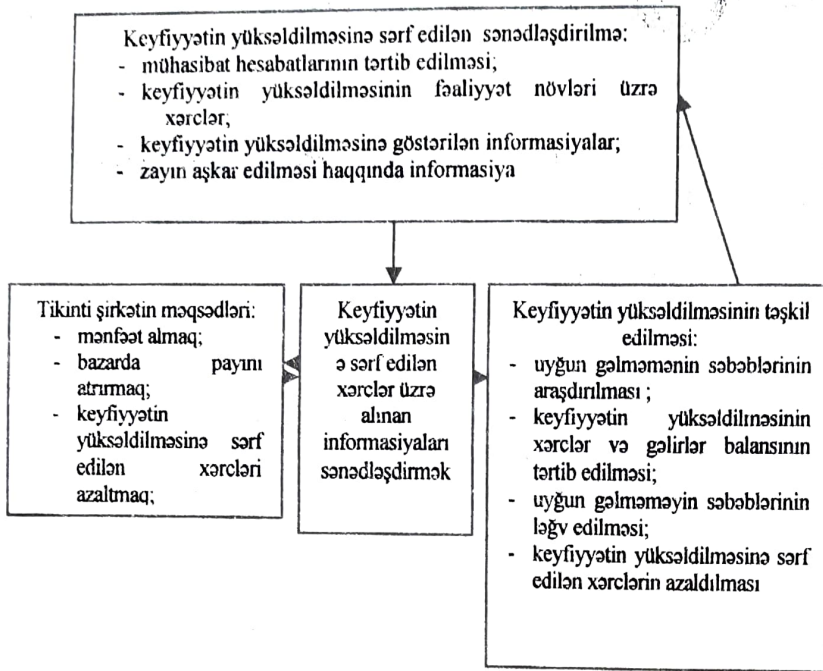 Keyfiyyətin yüksəldilməsinə sərf edilən sənədləşdirilmə:
- mühasibat hesabatlarının tərtib edilməsi;
- keyfiyyətin yüksəldilməsinin fəaliyyət növləri üzrə
xərclər;
- keyfiyyətin yüksəldilməsinə göstərilən informasiyalar;
- zayın aşkar edilməsi haqqında informasiya
Tikinti şirkətin məqsədləri:
- mənfəət almaq;
- bazarda payını
atrırmaq;
- keyfiyyətin
yüksəldilməsinə sərf
edilən xərcləri
azaltmaq;
Keyfiyyətin
yüksəldilməsin
ə sərf edilən
xərclər üzrə
alınan
informasiyaları
sənədləşdirmək
Keyfiyyətin yüksəldilməsinin təşkil
edilməsi:
- uyğun gəlməmənin səbəblərinin
araşdırılması ;
- keyfiyyətin yüksəldilməsinin
xərclər və gəlirlər balansının
tərtib edilməsi;
- uyğun gəlməməyin səbəblərinin
ləğv edilməsi;
- keyfiyyətin yüksəldilməsinə sərf
edilən xərclərin azaldılması